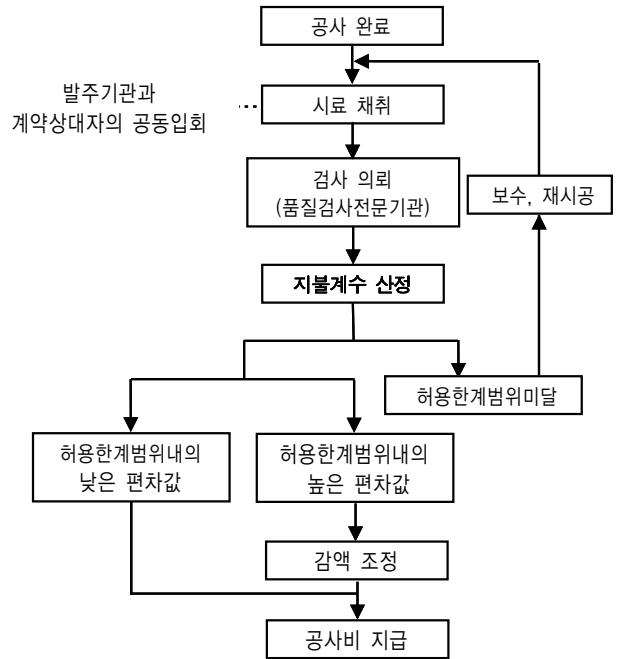 공사 완료
발주기관과
계약상대자의 공동입회
시료 채취
검사 의뢰
(품질검사전문기관)
보수, 재시공
지불계수 산정
허용한계범위미달
허용한계범위내의
낮은 편차값
허용한계범위내의
높은 편차값
감액 조정
공사비 지급